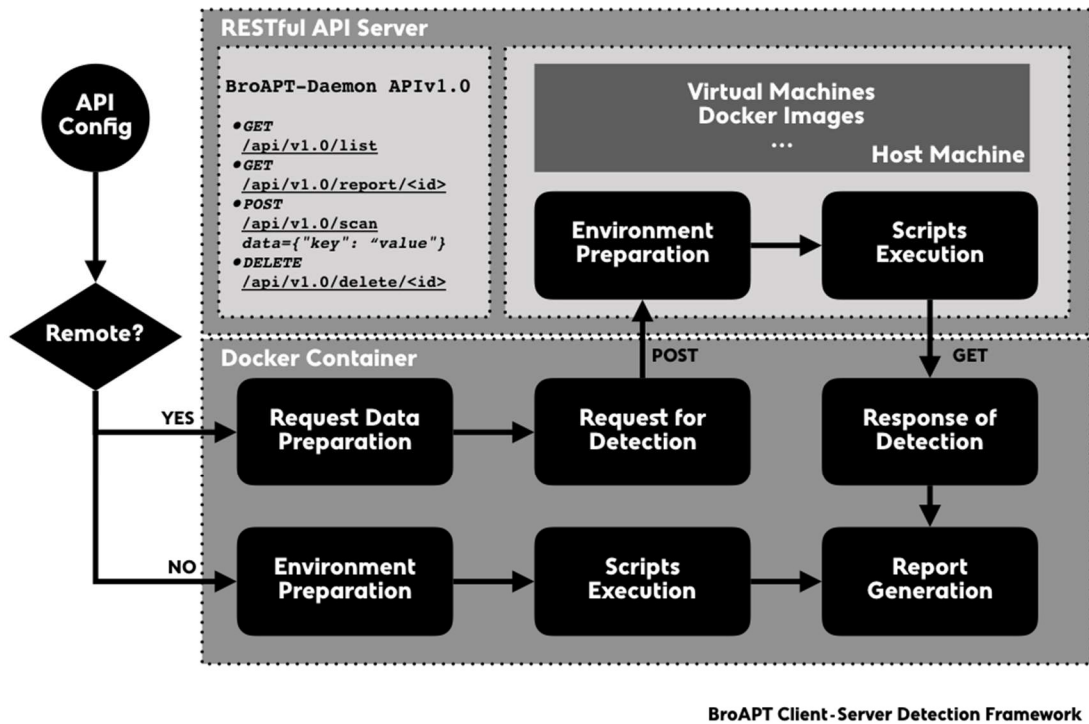 RESTful API Server
BroAPT-Daemon APIv1.0
•GET
/api/v1.0/list
•GET
/api/v1.0/report/<id>
•POST
/api/v1.0/scan
data={"key": “value"}
•DELETE
/api/v1.0/delete/<id>
Virtual Machines
Docker Images
...
Host Machine
Environment
Preparation
Scripts
Execution
API
Config
Remote?
YES
NO
Docker Container
POST
GET
Request Data
Preparation
Request for
Detection
Response of
Detection
Environment
Preparation
Scripts
Execution
Report
Generation
BroAPT Client-Server Detection Framework